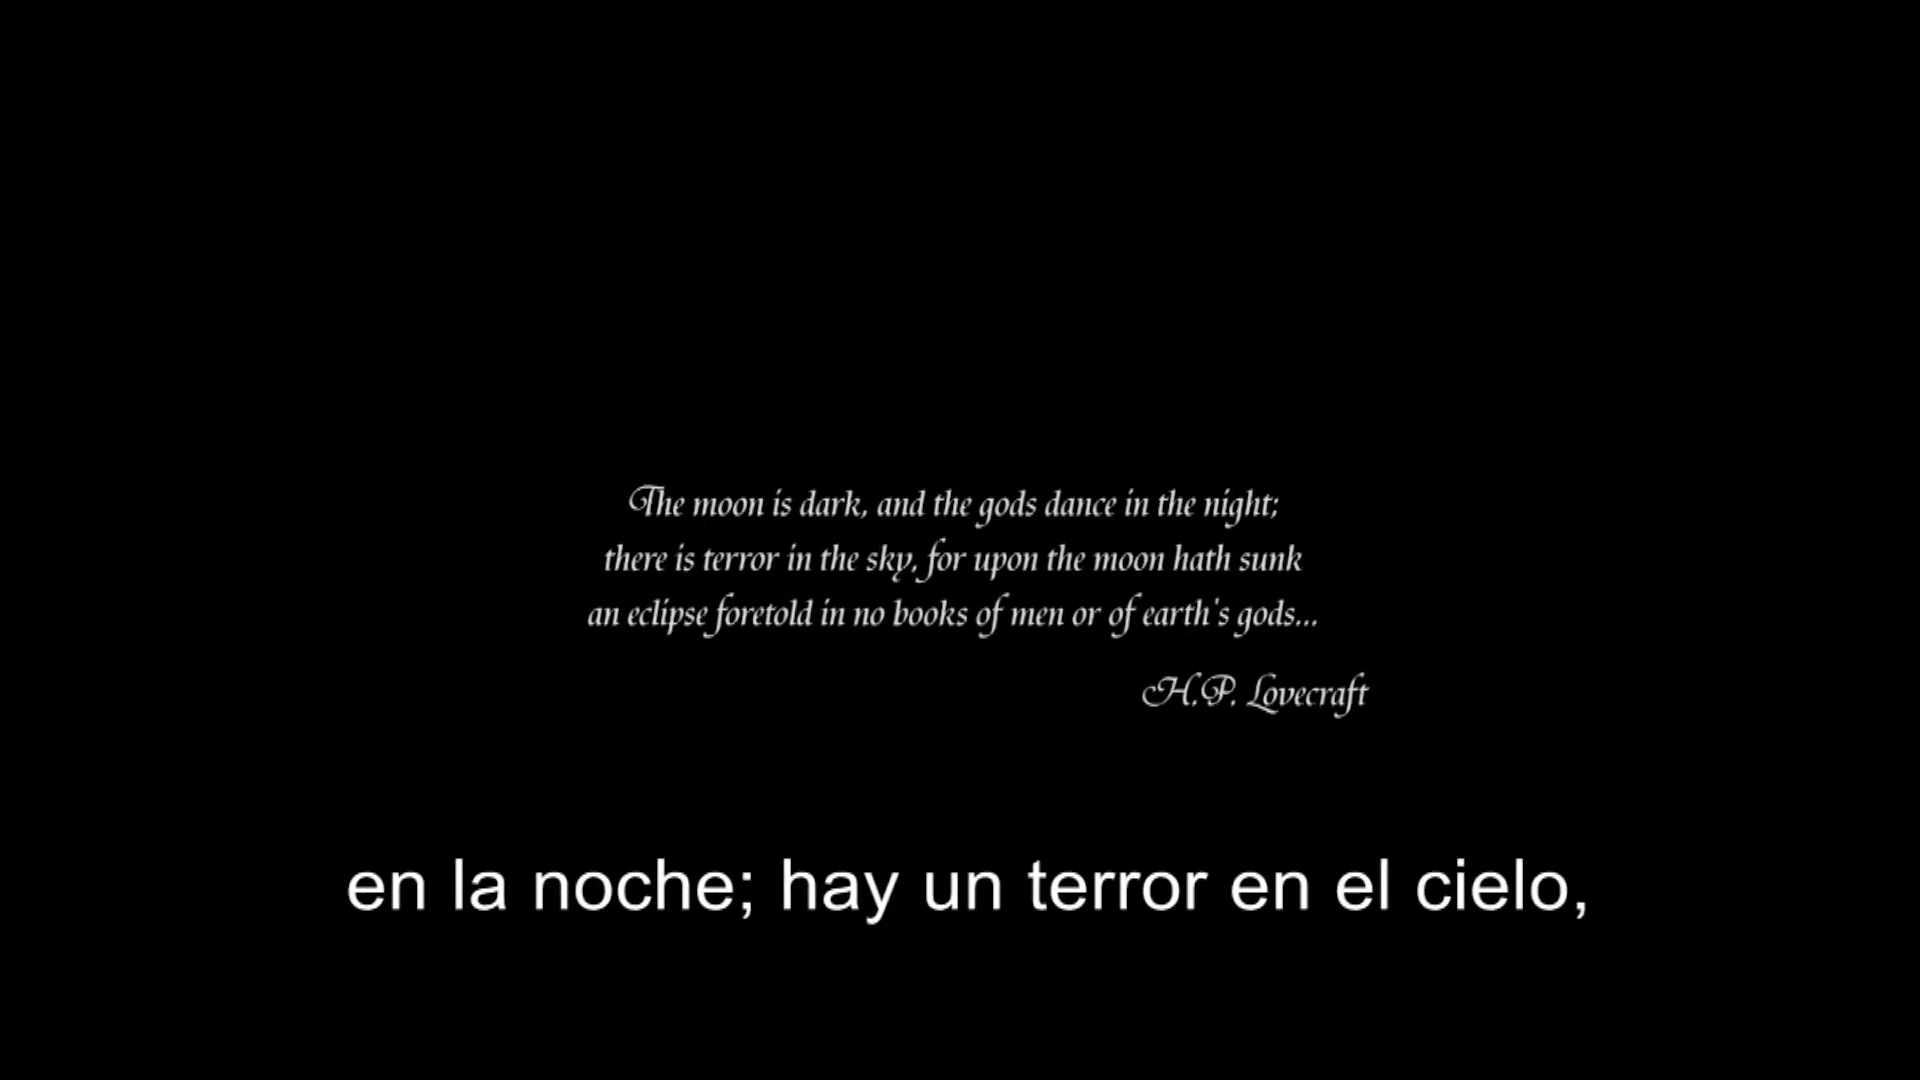 The moon is dark, and the gods dance in the night;
there is terror in the sky, for upon the moon hath sunk
an eclipse foretold in no books of men or of earth's gods...
H.P. Lovecraft
en la noche; hay un terror en el cielo,